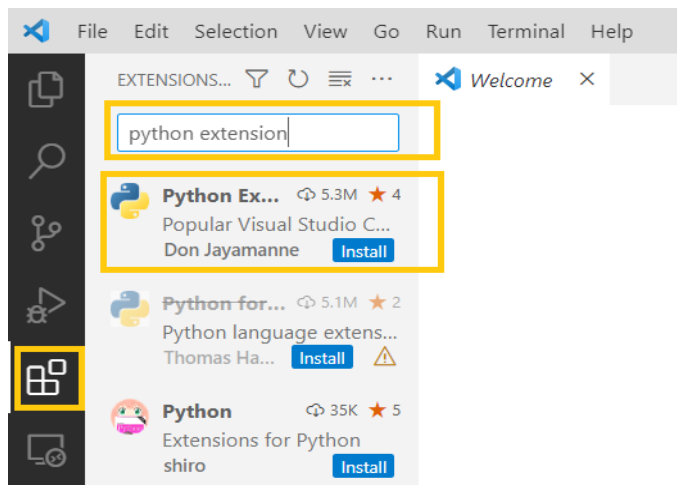 File Edit Selection View Go Run Terminal Help
EXTENSIONS... ...
Welcome
python extension
Python Ex... 5.3M ★ 4
Popular Visual Studio C...
Don Jayamanne Install
Python for... 5.1M ★ 2
Python language extens...
Thomas Ha... Install
Python 35K ★ 5
Extensions for Python
shiro Install